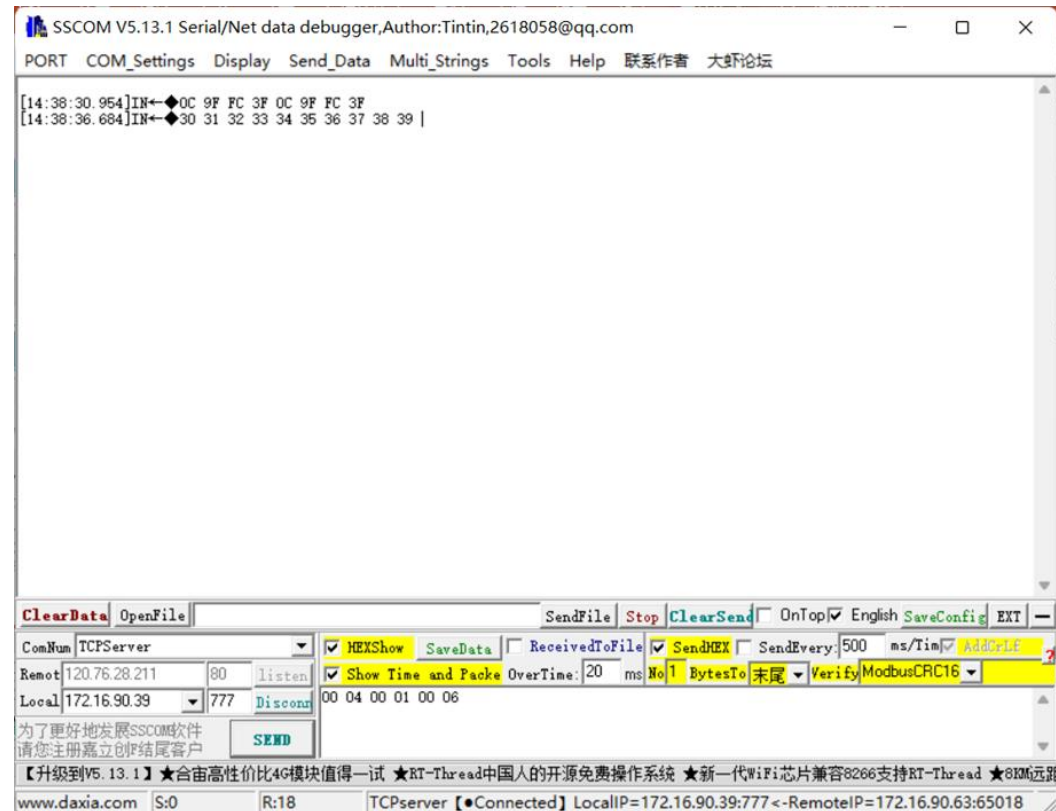 SSCOM V5.13.1 Serial/Net data debugger,Author:Tintin,2618058@qq.com
PORT COM_Settings Display Send_Data Multi_Strings Tools Help 联系作者 大虾论坛
[14:38:30.954]IN←◆0C 9F FC 3F 0C 9F FC 3F
[14:38:36.684]IN←◆30 31 32 33 34 35 36 37 38 39
ClearData OpenFile SendFile Stop ClearSend OnTop English SaveConfig EXT —
ComNum TCPServer HEXShow SaveData ReceivedToFile SendHEX SendEvery: 500 ms/Tim AddCrLf
Remot 120.76.28.211 80 listen Show Time and Packe OverTime: 20 ms No 1 BytesTo 末尾 Verify ModbusCRC16 ?
Local 172.16.90.39 777 Disconn 00 04 00 01 00 06
为了更好地发展SSCOM软件
请您注册嘉立创F结尾客户 SEND
【升级到V5.13.1】★合宙高性价比4G模块值得一试 ★RT-Thread中国人的开源免费操作系统 ★新一代WiFi芯片兼容8266支持RT-Thread ★8KM远距
www.daxia.com S:0 R:18 TCPserver【●Connected】LocalIP=172.16.90.39:777<-RemoteIP=172.16.90.63:65018